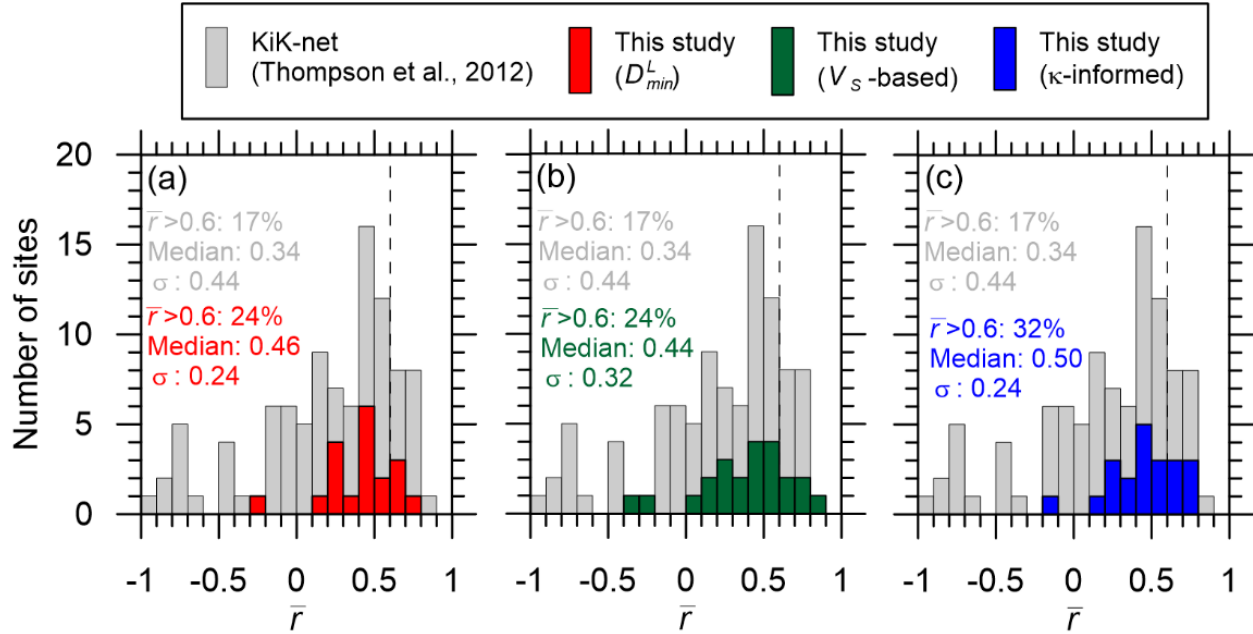 KiK-net
(Thompson et al., 2012)
This study
(D^L_min)
This study
(V_S -based)
This study
(κ-informed)
Number of sites
20
15
10
5
0
(a)
r̅ >0.6: 17%
Median: 0.34
σ : 0.44
r̅ >0.6: 24%
Median: 0.46
σ : 0.24
-1
-0.5
0
0.5
1
r̅
(b)
r̅ >0.6: 17%
Median: 0.34
σ : 0.44
r̅ >0.6: 24%
Median: 0.44
σ : 0.32
-1
-0.5
0
0.5
1
r̅
(c)
r̅ >0.6: 17%
Median: 0.34
σ : 0.44
r̅ >0.6: 32%
Median: 0.50
σ : 0.24
-1
-0.5
0
0.5
1
r̅